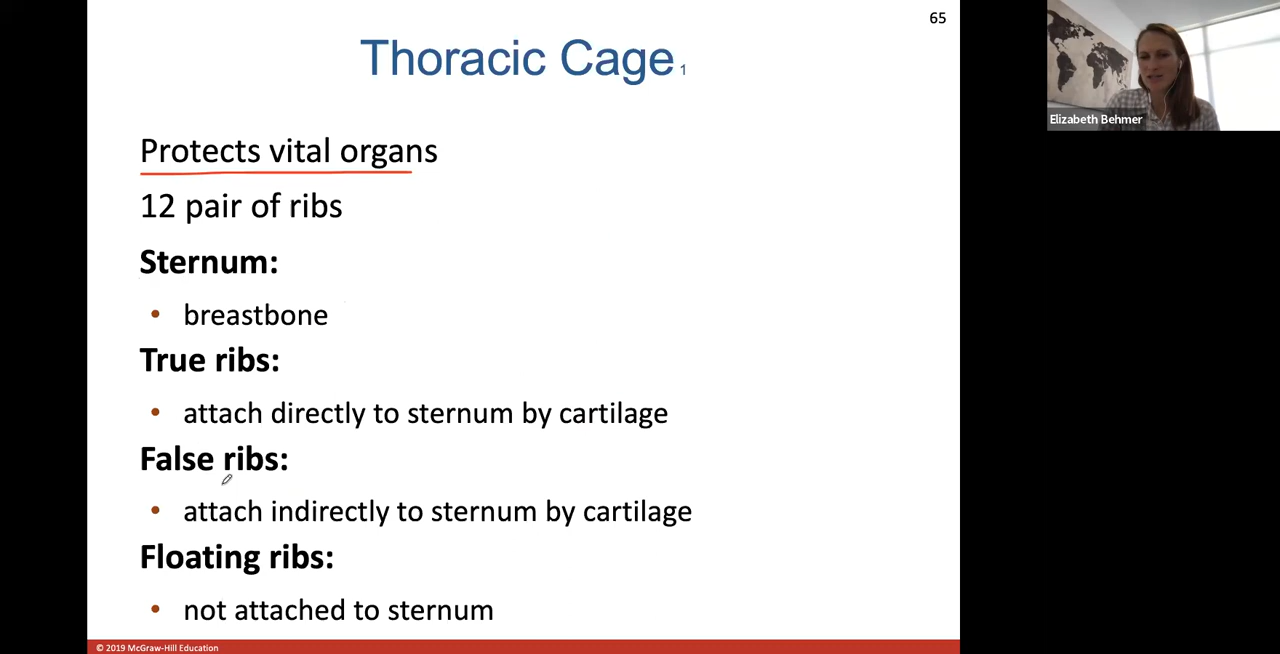 65
Thoracic Cage 1
Elizabeth Behmer
Protects vital organs
12 pair of ribs
Sternum:
• breastbone
True ribs:
• attach directly to sternum by cartilage
False ribs:
• attach indirectly to sternum by cartilage
Floating ribs:
• not attached to sternum
© 2019 McGraw-Hill Education